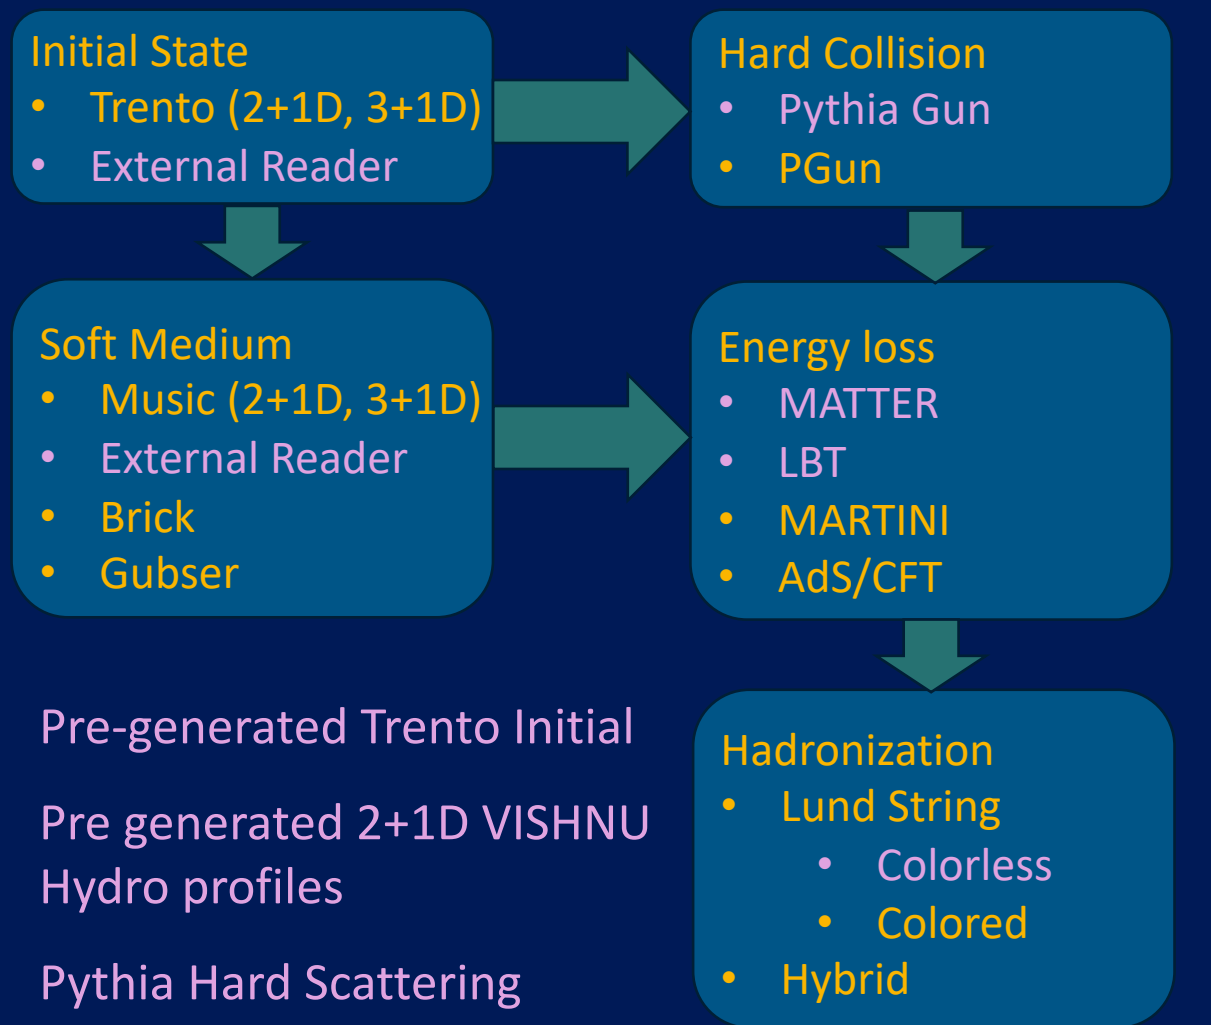 Initial State
• Trento (2+1D, 3+1D)
• External Reader
Hard Collision
• Pythia Gun
• PGun
Soft Medium
• Music (2+1D, 3+1D)
• External Reader
• Brick
• Gubser
Energy loss
• MATTER
• LBT
• MARTINI
• AdS/CFT
Hadronization
• Lund String
• Colorless
• Colored
• Hybrid
Pre-generated Trento Initial
Pre generated 2+1D VISHNU
Hydro profiles
Pythia Hard Scattering